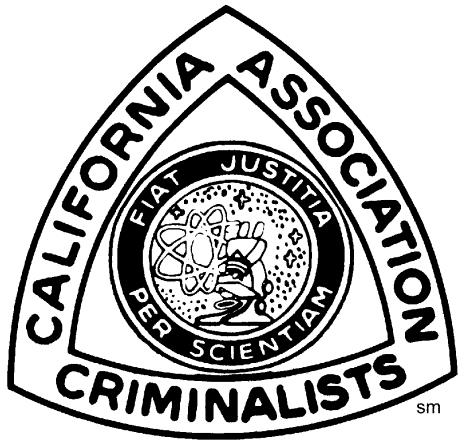 CALIFORNIA ASSOCIATION
CRIMINALISTS
FIAT JUSTITIA
PER SCIENTIAM
sm